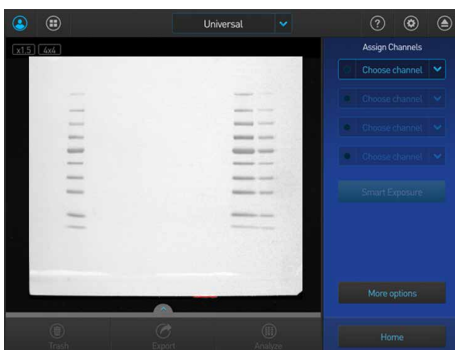 Universal
?
x1.5 4x4
Assign Channels
Choose channel
Choose channel
Choose channel
Choose channel
Smart Exposure
More options
Trash
Export
Analyze
Home